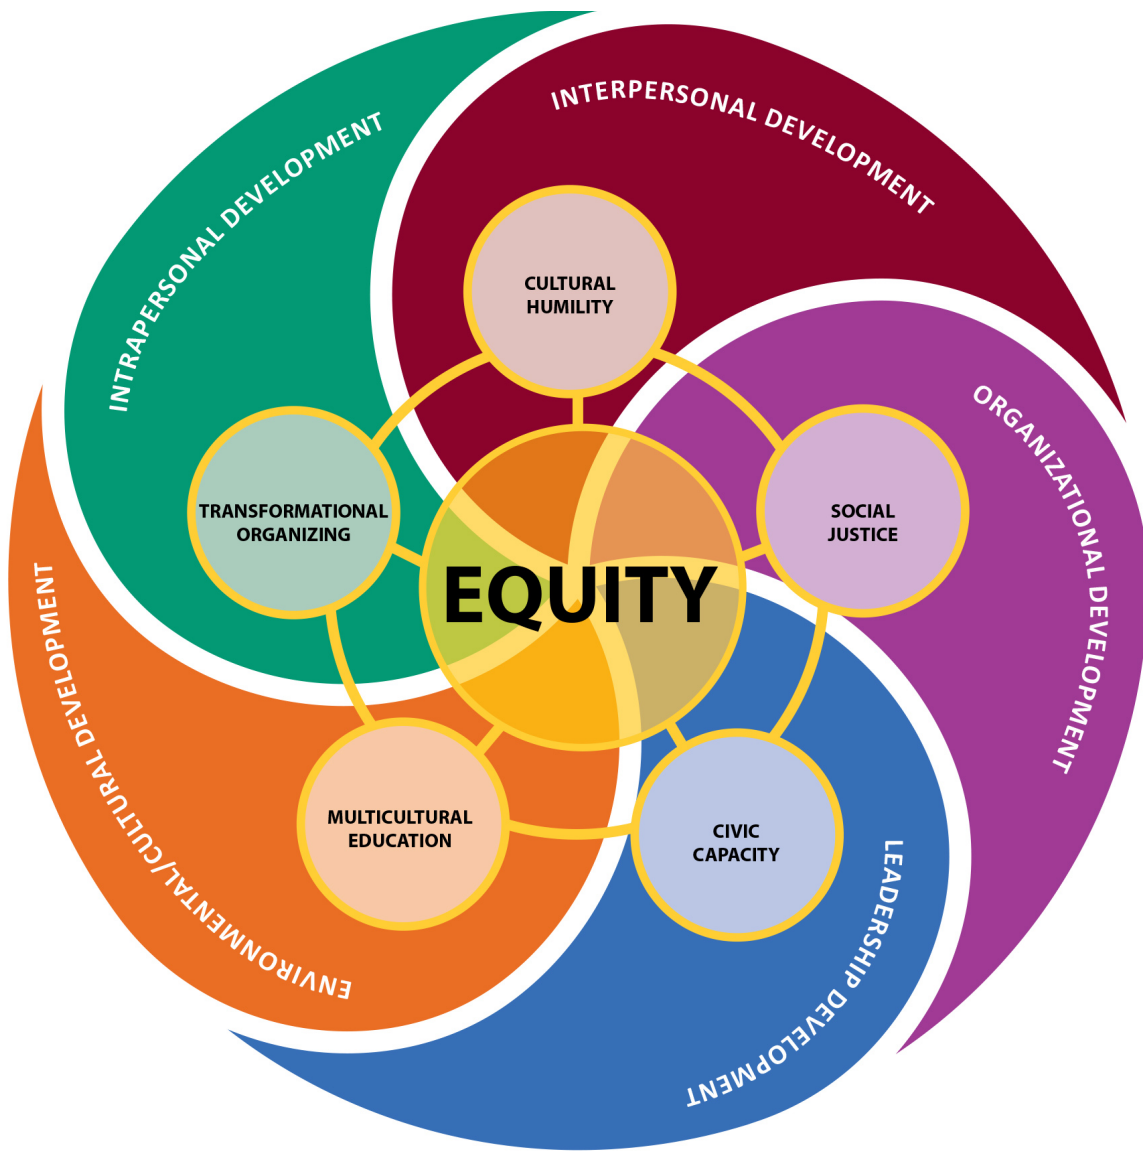 INTERPERSONAL DEVELOPMENT
INTRAPERSONAL DEVELOPMENT
ORGANIZATIONAL DEVELOPMENT
LEADERSHIP DEVELOPMENT
ENVIRONMENTAL/CULTURAL DEVELOPMENT
CULTURAL
HUMILITY
SOCIAL
JUSTICE
CIVIC
CAPACITY
MULTICULTURAL
EDUCATION
TRANSFORMATIONAL
ORGANIZING
EQUITY